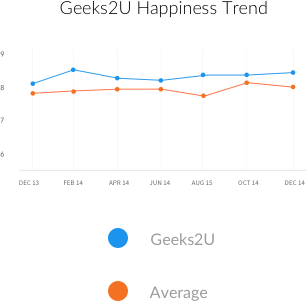 Geeks2U Happiness Trend
9
8
7
6
DEC 13 FEB 14 APR 14 JUN 14 AUG 15 OCT 14 DEC 14
Geeks2U
Average